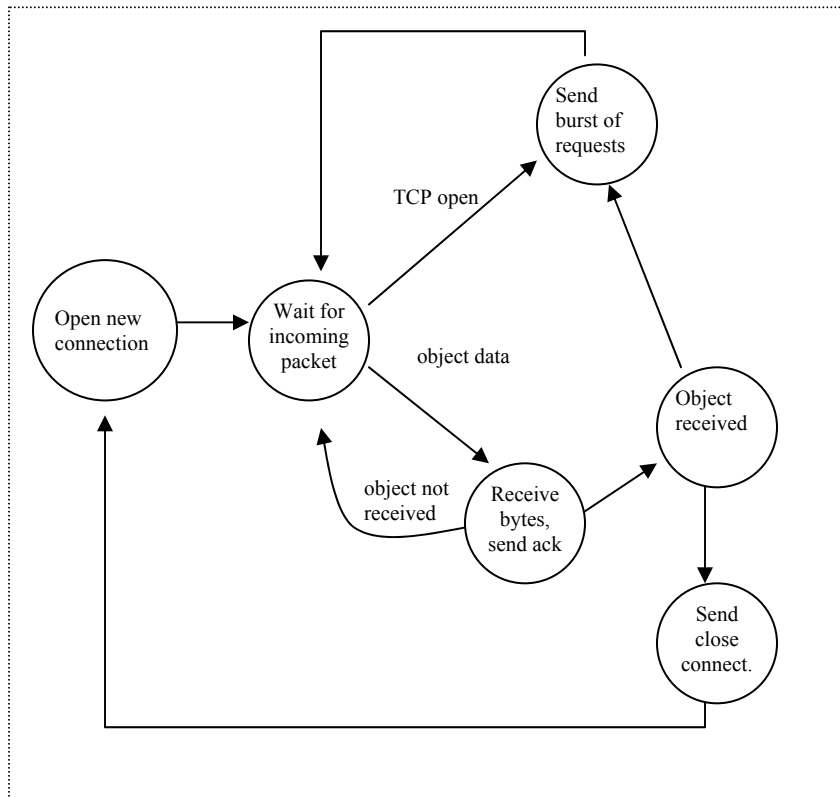 Send
burst of
requests
TCP open
Open new
connection
Wait for
incoming
packet
object data
Object
received
object not
received
Receive
bytes,
send ack
Send
close
connect.